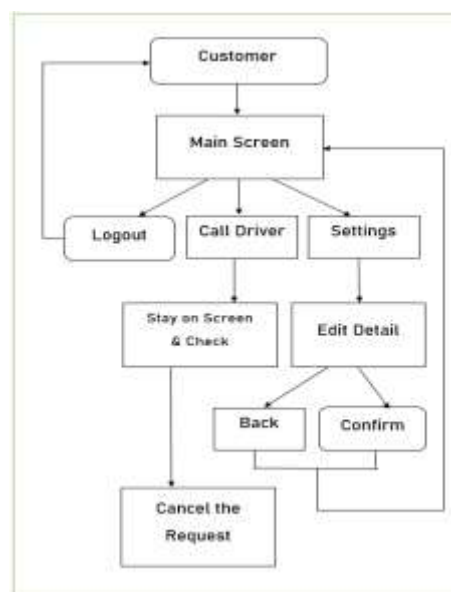 Customer
Main Screen
Logout
Call Driver
Settings
Stay on Screen
& Check
Edit Detail
Back
Confirm
Cancel the
Request